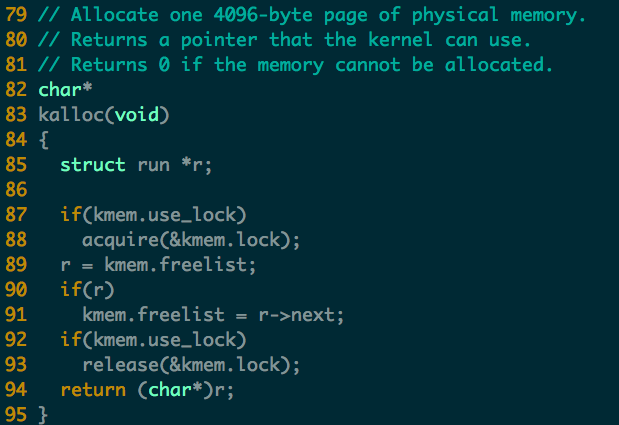 79 // Allocate one 4096-byte page of physical memory.
80 // Returns a pointer that the kernel can use.
81 // Returns 0 if the memory cannot be allocated.
82 char*
83 kalloc(void)
84 {
85   struct run *r;
86
87   if(kmem.use_lock)
88     acquire(&kmem.lock);
89   r = kmem.freelist;
90   if(r)
91     kmem.freelist = r->next;
92   if(kmem.use_lock)
93     release(&kmem.lock);
94   return (char*)r;
95 }